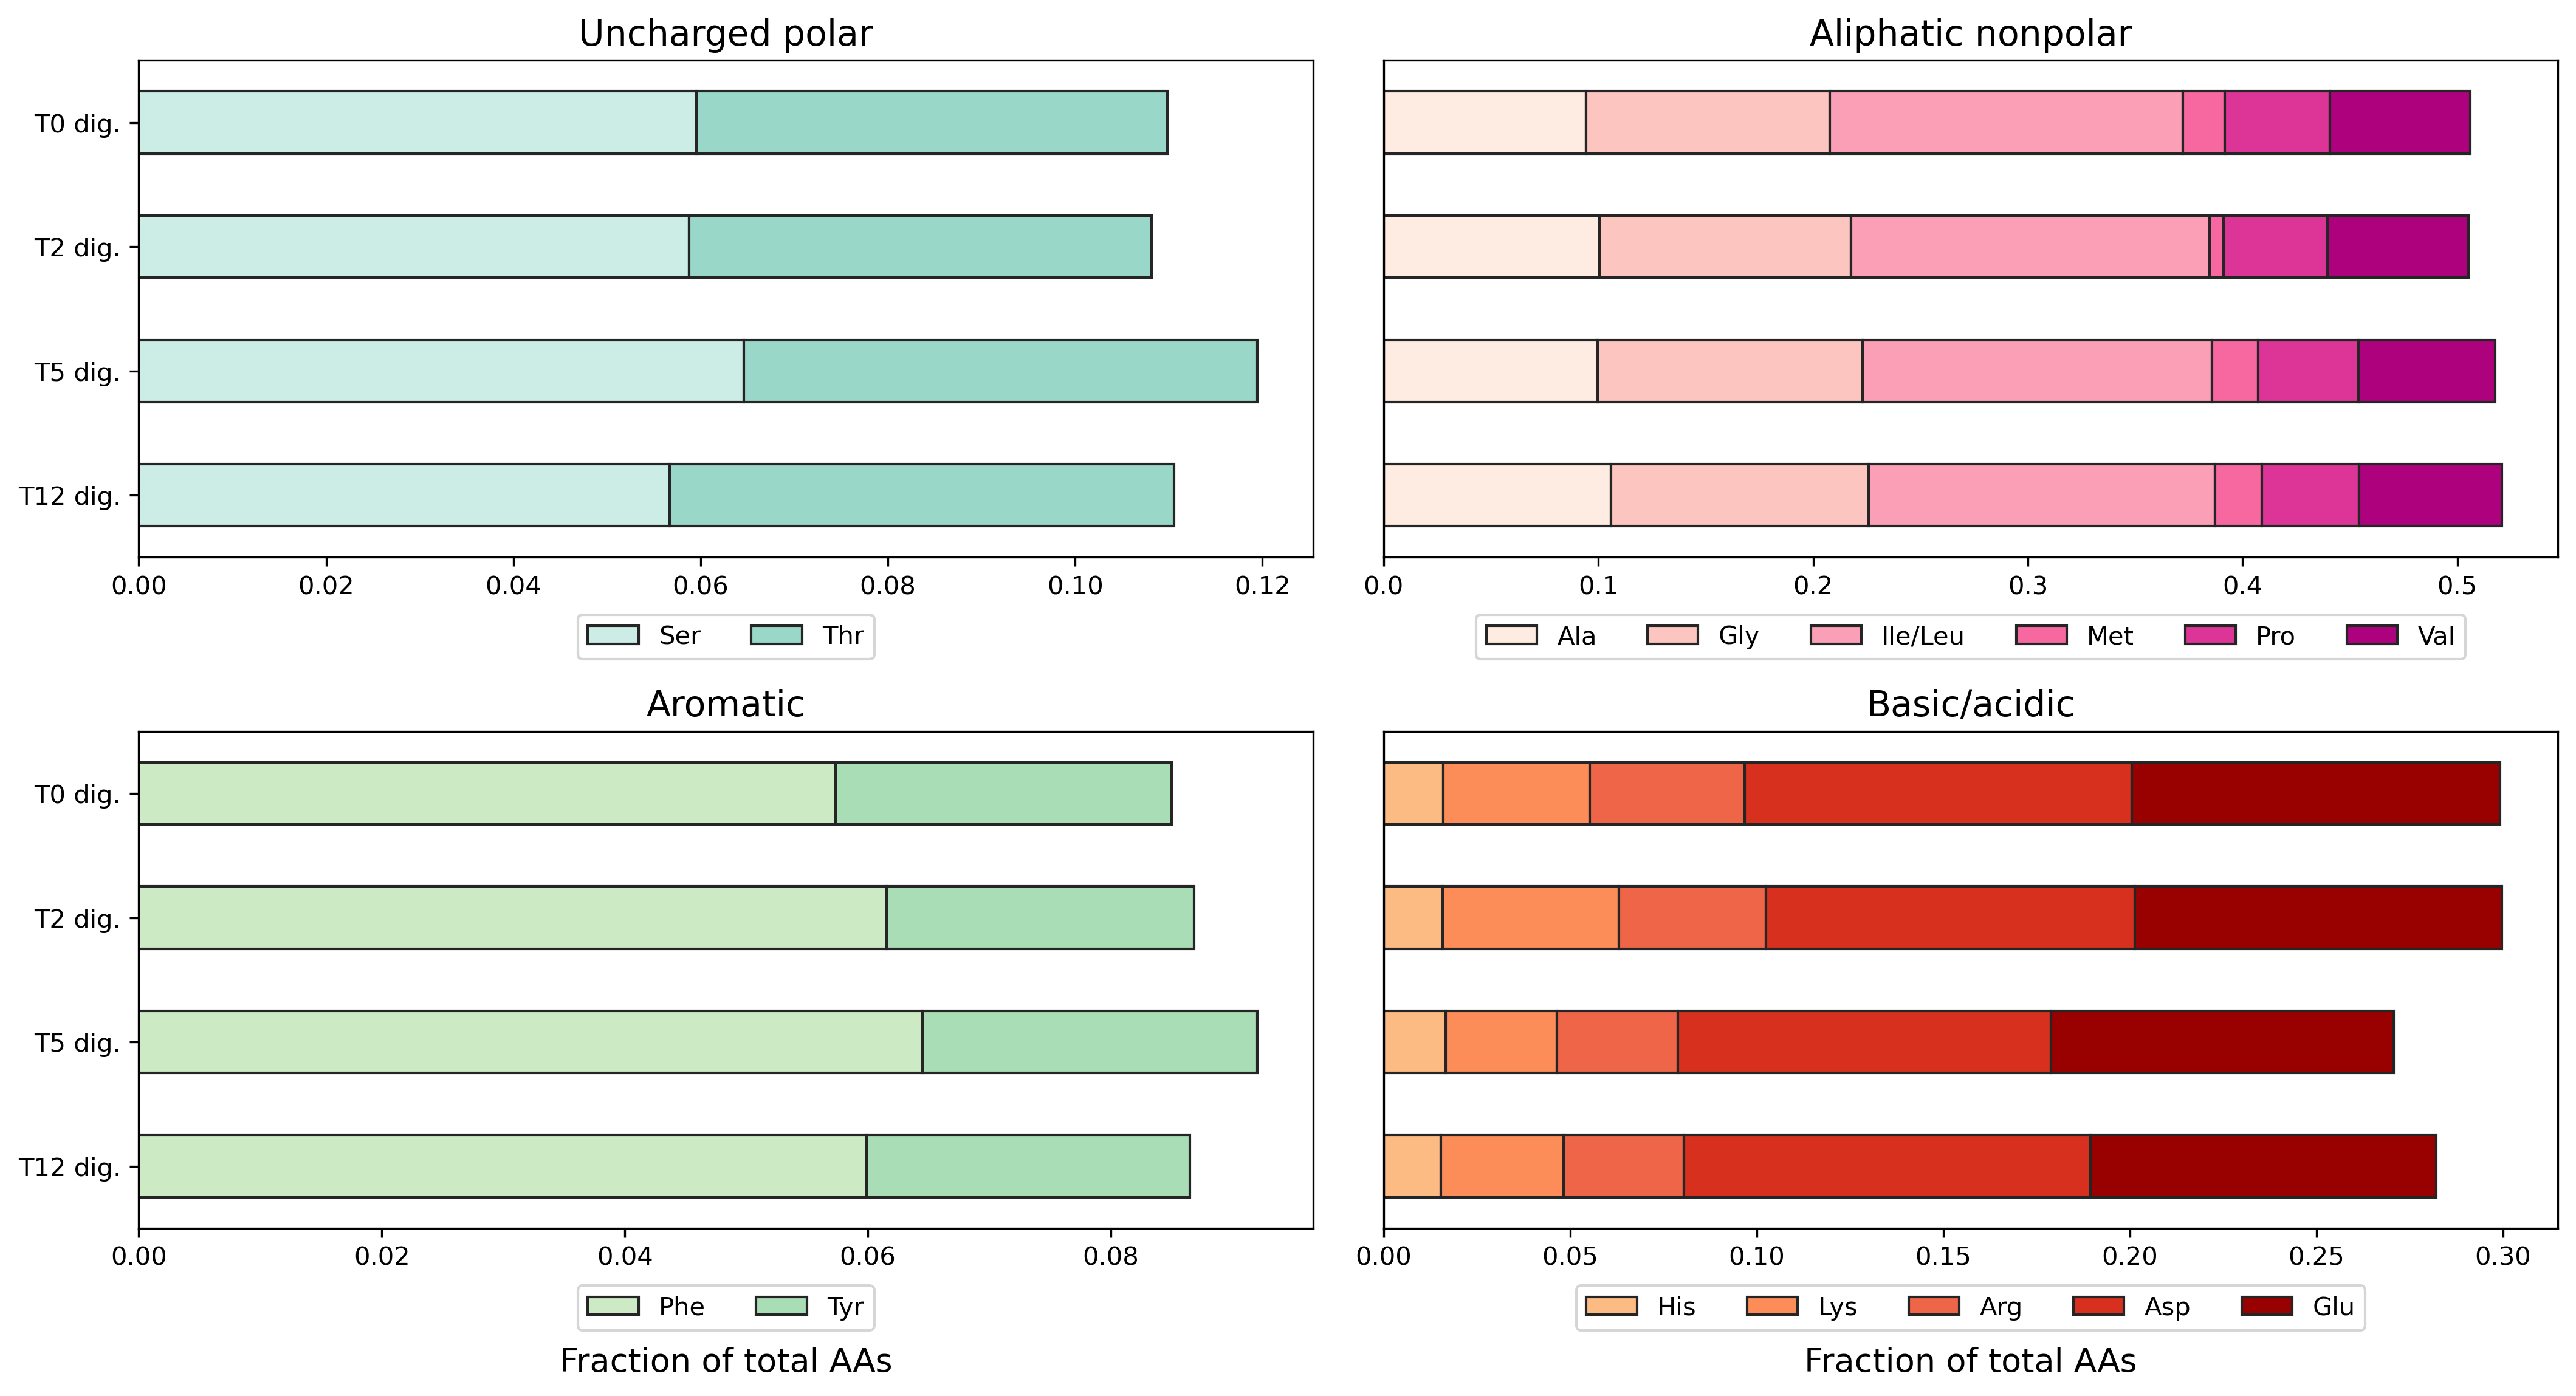 Uncharged polar
T0 dig.
T2 dig.
T5 dig.
T12 dig.
0.00 0.02 0.04 0.06 0.08 0.10 0.12
Ser Thr
Aliphatic nonpolar
0.0 0.1 0.2 0.3 0.4 0.5
Ala Gly Ile/Leu Met Pro Val
Aromatic
T0 dig.
T2 dig.
T5 dig.
T12 dig.
0.00 0.02 0.04 0.06 0.08
Phe Tyr
Fraction of total AAs
Basic/acidic
0.00 0.05 0.10 0.15 0.20 0.25 0.30
His Lys Arg Asp Glu
Fraction of total AAs